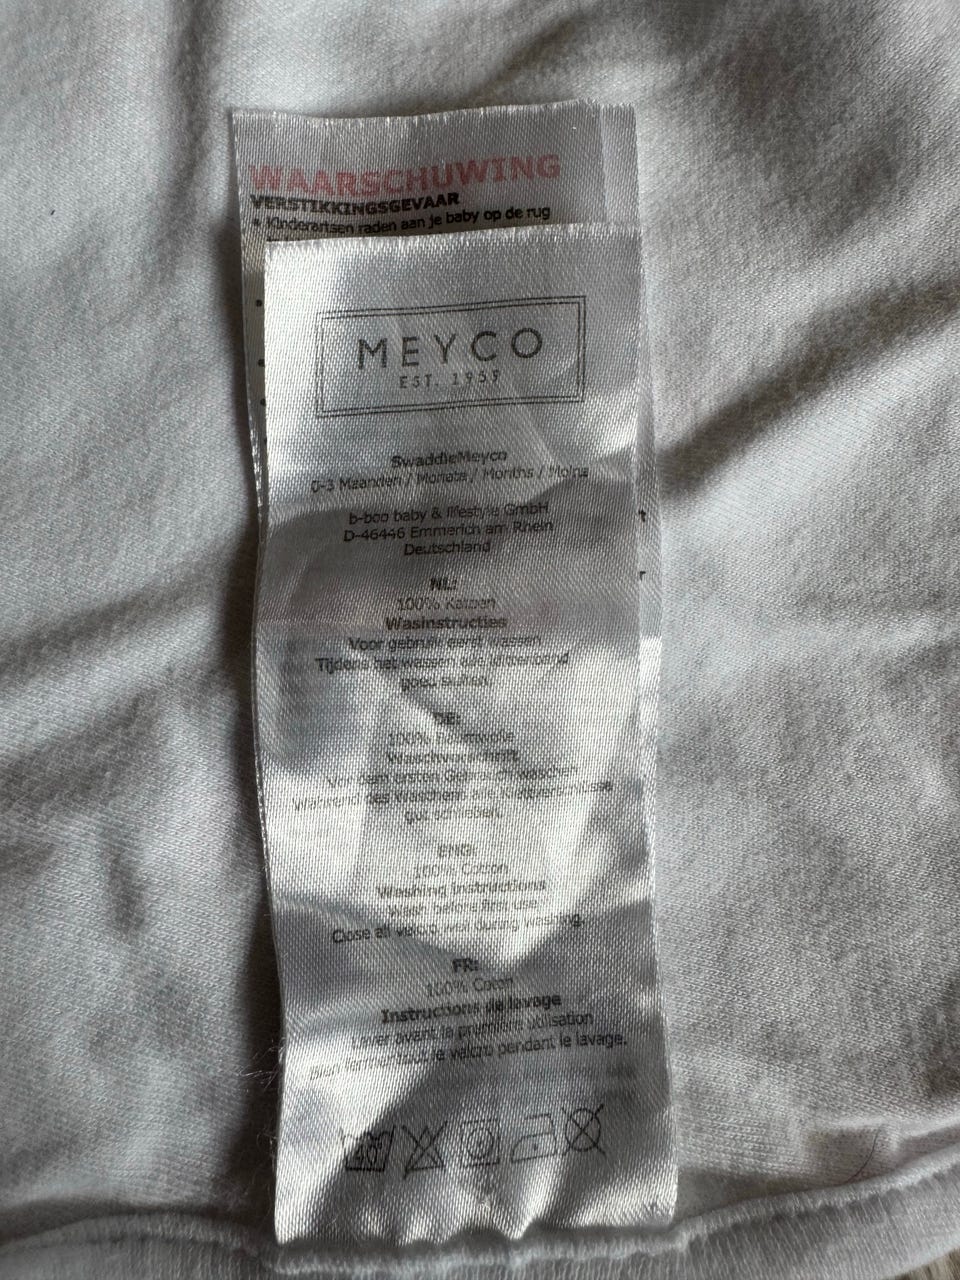 WAARSCHUWING
VERSTIKKINGSGEVAAR
• Kinderartsen raden aan je baby op de rug
MEYCO
EST. 1959
SwaddleMeyco
0-3 Maanden / Monate / Months / Moins
b-boo baby & lifestyle GmbH
D-46446 Emmerich am Rhein
Deutschland
NL:
100% Katoen
Wasinstructies
Voor gebruik eerst wassen
Tijdens het wassen alle klittenband
goed sluiten.
DE:
100% Baumwolle
Waschvorschrift
Vor dem ersten Gebrauch waschen
Während des Waschens alle Klettverschlüsse
gut schließen.
ENG:
100% Cotton
Washing instructions
Wash before first use
Close all velcro well during washing.
FR:
100% Coton
Instructions de lavage
Laver avant la première utilisation
Bien fermer tout le velcro pendant le lavage.